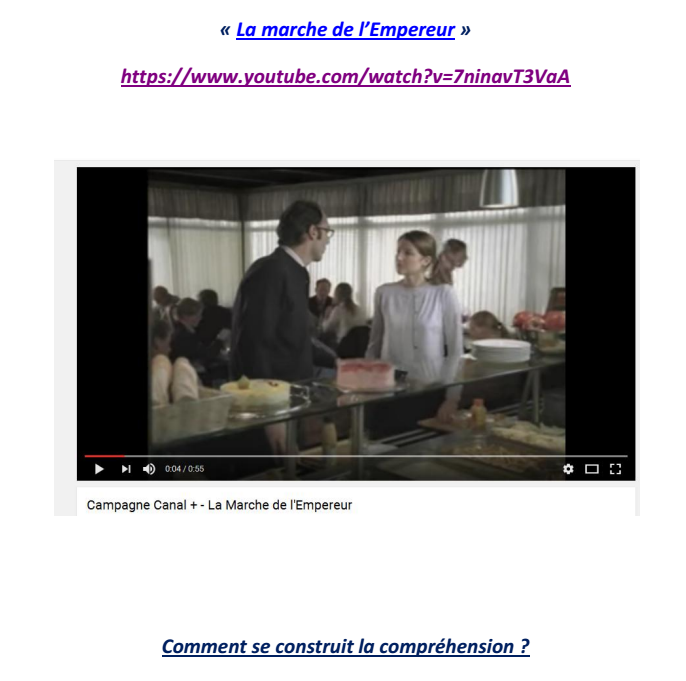 « La marche de l’Empereur »
https://www.youtube.com/watch?v=7ninavT3VaA
0:04 / 0:55
Campagne Canal + - La Marche de l'Empereur
Comment se construit la compréhension ?